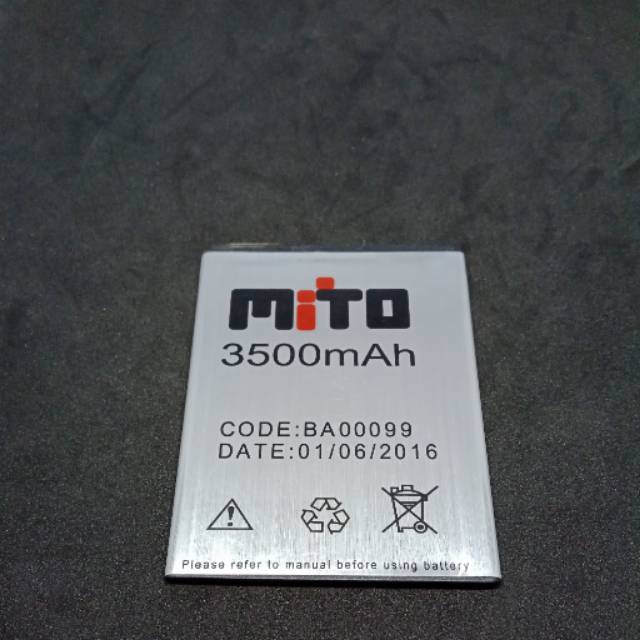 MiTO
3500mAh
CODE:BA00099
DATE:01/06/2016
Please refer to manual before using battery